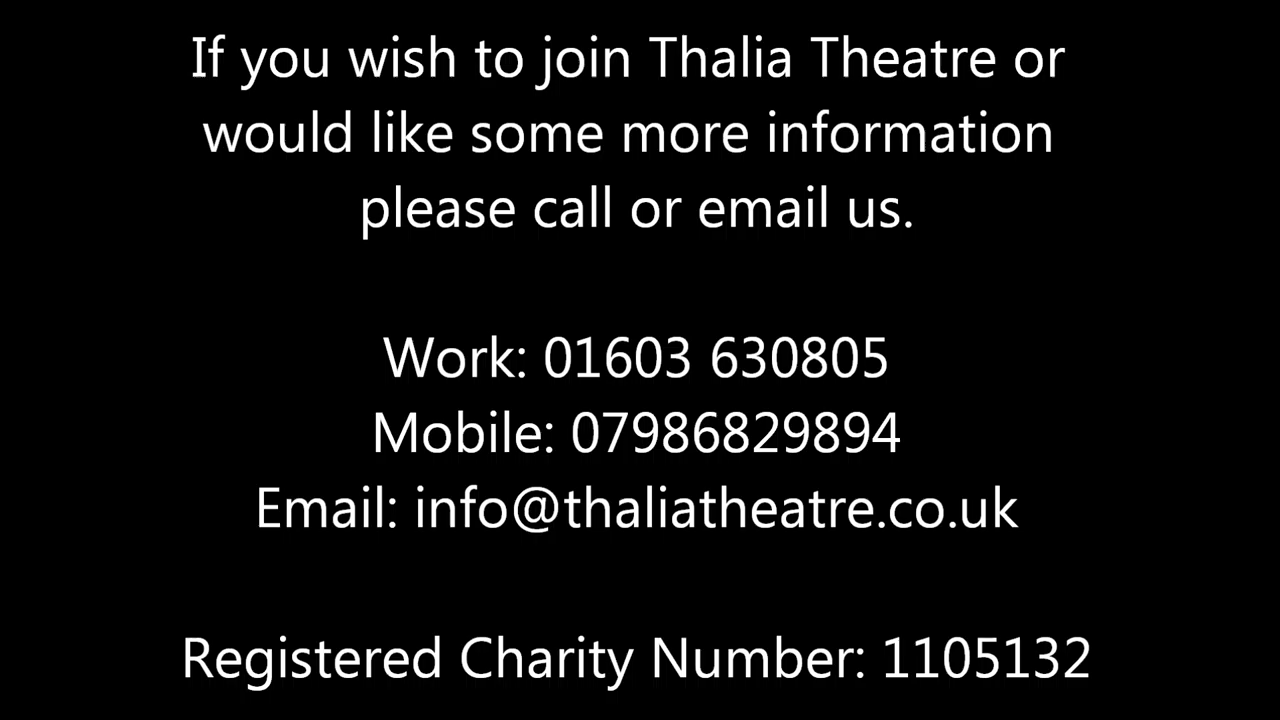 If you wish to join Thalia Theatre or
would like some more information
please call or email us.
Work: 01603 630805
Mobile: 07986829894
Email: info@thaliatheatre.co.uk
Registered Charity Number: 1105132